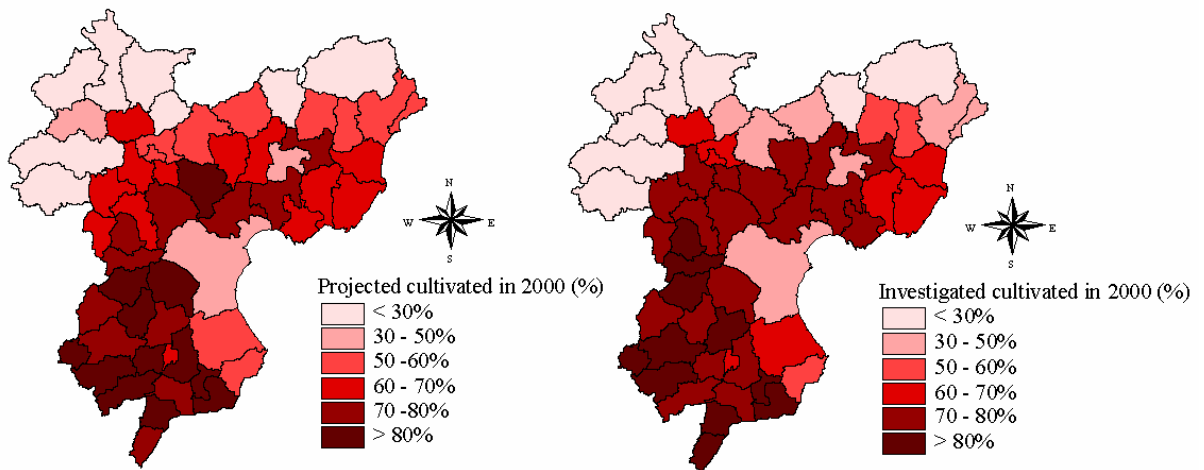 N
W E
S
Projected cultivated in 2000 (%)
< 30%
30 - 50%
50 -60%
60 - 70%
70 -80%
> 80%
N
W E
S
Investigated cultivated in 2000 (%)
< 30%
30 - 50%
50 - 60%
60 - 70%
70 - 80%
> 80%